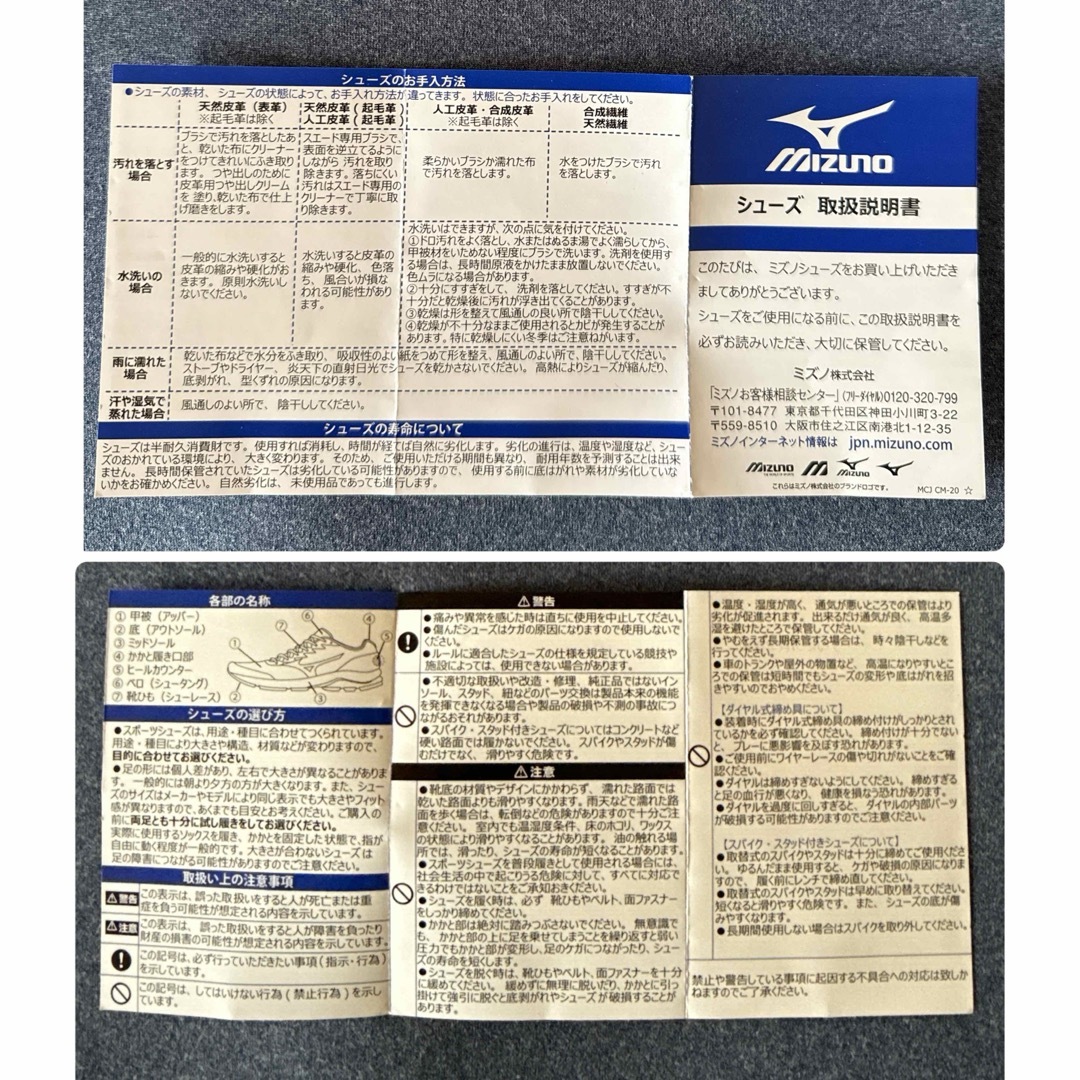 シューズのお手入方法
●シューズの素材、シューズの状態によって、お手入れ方法が違ってきます。状態に合ったお手入れをしてください。
天然皮革（表革）
※起毛革は除く
天然皮革（起毛革）
人工皮革（起毛革）
人工皮革・合成皮革
※起毛革は除く
合成繊維
天然繊維
汚れを落とす
場合
ブラシで汚れを落としたあ
と、乾いた布にクリーナー
をつけてきれいにふき取り
ます。つや出しのために
皮革用つや出しクリーム
を塗り、乾いた布で仕上
げ磨きをします。
スエード専用ブラシで、
表面を逆立てるように
しながら 汚れを取り
除きます。落ちにくい
汚れはスエード専用の
クリーナーで丁寧に取
り除きます。
柔らかいブラシか濡れた布
で汚れを落とします。
水をつけたブラシで汚れ
を落とします。
水洗いの
場合
一般的に水洗いすると
皮革の縮みや硬化がお
きます。原則水洗いし
ないでください。
水洗いすると皮革の
縮みや硬化、色落
ち、風合いが損な
われる可能性があり
ます。
水洗いはできますが、次の点に気を付けてください。
①ドロ汚れをよく落とし、水またはぬるま湯でよく濡らしてから、
甲被材をいためない程度にブラシで洗います。洗剤を使用す
る場合は、長時間原液をかけたまま放置しないでください。
色ムラになる場合があります。
②十分にすすぎをして、洗剤を落としてください。すすぎが不
十分だと乾燥後に汚れが浮き出てくることがあります。
③乾燥は形を整えて風通しの良い所で陰干ししてください。
④乾燥が不十分なままご使用されるとカビが発生することが
あります。特に乾燥しにくい冬季はご注意ねがいます。
雨に濡れた
場合
乾いた布などで水分をふき取り、吸収性のよい紙をつめて形を整え、風通しのよい所で、陰干ししてください。
ストーブやドライヤー、炎天下の直射日光でシューズを乾かさないでください。高熱によりシューズが縮んだり、
底剥がれ、型くずれの原因になります。
汗や湿気で
蒸れた場合
風通しのよい所で、陰干ししてください。
シューズの寿命について
シューズは半耐久消費財です。使用すれば消耗し、時間が経てば自然に劣化します。劣化の進行は、温度や湿度など、シュー
ズのおかれている環境により、大きく変わります。そのため、ご使用いただける期間も異なり、耐用年数を予測することは出来
ません。長時間保管されていたシューズは劣化している可能性がありますので、使用する前に底はがれや素材が劣化していな
いかをお確かめください。自然劣化は、未使用品であっても進行します。
MIZUNO
シューズ 取扱説明書
このたびは、ミズノシューズをお買い上げいただき
ましてありがとうございます。
シューズをご使用になる前に、この取扱説明書を
必ずお読みいただき、大切に保管してください。
ミズノ株式会社
「ミズノお客様相談センター」（フリーダイヤル）0120-320-799
〒101-8477 東京都千代田区神田小川町3-22
〒559-8510 大阪市住之江区南港北1-12-35
ミズノインターネット情報は jpn.mizuno.com
MIZUNO MIZUNO
これらはミズノ株式会社のブランドロゴです。
MCJ CM-20 ☆
各部の名称
① 甲被（アッパー）
② 底（アウトソール）
③ ミッドソール
④ かかと履き口部
⑤ ヒールカウンター
⑥ ベロ（シュータング）
⑦ 靴ひも（シューレース）
⑥
⑦
①
④
⑤
②
③
シューズの選び方
●スポーツシューズは、用途・種目に合わせてつくられています。
用途・種目により大きさや構造、材質などが変わりますので、
目的に合わせてお選びください。
●足の形には個人差があり、左右で大きさが異なることがありま
す。一般的には朝より夕方の方が大きくなります。また、シュー
ズのサイズはメーカーやモデルにより同じ表示でも大きさやフィット
感が異なりますので、あくまでも目安とお考えください。ご購入の
前に両足とも十分に試し履きをしてお選びください。
実際に使用するソックスを履き、かかとを固定した状態で、指が
自由に動く程度が一般的です。大きさが合わないシューズは
足の障害につながる可能性がありますのでご注意ください。
取扱い上の注意事項
⚠警告
この表示は、誤った取扱いをすると人が死亡または重
症を負う可能性が想定される内容を示しています。
⚠注意
この表示は、誤った取扱いをすると人が障害を負ったり
財産の損害の可能性が想定される内容を示しています。
この記号は、必ず行っていただきたい事項（指示・行為）
を示しています。
この記号は、してはいけない行為（禁止行為）を示し
ています。
⚠警告
●痛みや異常を感じた時は直ちに使用を中止してください。
●傷んだシューズはケガの原因になりますので使用しないで
ください。
●ルールに適合したシューズの仕様を規定している競技や
施設によっては、使用できない場合があります。
●不適切な取扱いや改造・修理、純正品ではないイン
ソール、スタッド、紐などのパーツ交換は製品本来の機能
を発揮できなくなる場合や製品の破損や不測の事故につ
ながるおそれがあります。
●スパイク・スタッド付きシューズについてはコンクリートなど
硬い路面では履かないでください。スパイクやスタッドが傷
むだけでなく、滑りやすく危険です。
⚠注意
●靴底の材質やデザインにかかわらず、濡れた路面では
乾いた路面よりも滑りやすくなります。雨天などで濡れた路
面を歩く場合は、転倒などの危険がありますので十分ご注
意ください。室内でも温湿度条件、床のホコリ、ワックス
の状態により滑りやすくなることがあります。油の触れる場
所では、滑ったり、シューズの寿命が短くなることがあります。
●スポーツシューズを普段履きとして使用される場合には、
社会生活の中で起こりうる危険に対して、すべてに対応で
きるわけではないことをご承知おきください。
●シューズを履く時は、必ず 靴ひもやベルト、面ファスナー
をしっかり締めてください。
●かかと部は絶対に踏みつぶさないでください。無意識で
も、かかと部の上に足を乗せてしまうことを繰り返すと弱い
圧力でもかかと部が変形し、足のケガにつながったり、シュー
ズの寿命を短くします。
●シューズを脱ぐ時は、靴ひもやベルト、面ファスナーを十分
に緩めてください。緩めずに無理に脱いだり、かかとに引っ
掛けて強引に脱ぐと底剥がれやシューズが破損することが
あります。
●温度・湿度が高く、通気が悪いところでの保管はより
劣化が促進されます。出来るだけ通気が良く、高温多
湿を避けたところで保管してください。
●やむをえず長期保管する場合は、時々陰干しなどを
行ってください。
●車のトランクや屋外の物置など、高温になりやすいとこ
ろでの保管は短時間でもシューズの変形や底はがれを招
きやすいのでおやめください。
【ダイヤル式締め具について】
●装着時にダイヤル式締め具の締め付けがしっかりとされ
ているかを必ず確認してください。締め付けが十分でない
と、プレーに悪影響を及ぼす恐れがあります。
●ご使用前にワイヤーレースの傷や切れがないことをご確
認ください。
●ダイヤルは締めすぎないようにしてください。締めすぎる
と足の血行が悪くなり、健康を損なう恐れがあります。
●ダイヤルを過度に回しすぎると、ダイヤルの内部パーツ
が破損する可能性がありますのでご注意ください。
【スパイク・スタッド付きシューズについて】
●取替式のスパイクやスタッドは十分に締めてご使用くだ
さい。ゆるんだまま使用すると、ケガや破損の原因になりま
すので、履く前にレンチで締め直してください。
●取替式のスパイクやスタッドは早めに取り替えてください。
短くなると滑りやすく危険です。また、シューズの底が傷
みやすくなります。
●長期間使用しない場合はスパイクを取り外してください。
禁止や警告している事項に起因する不具合への対応は致しか
ねますのでご了承ください。